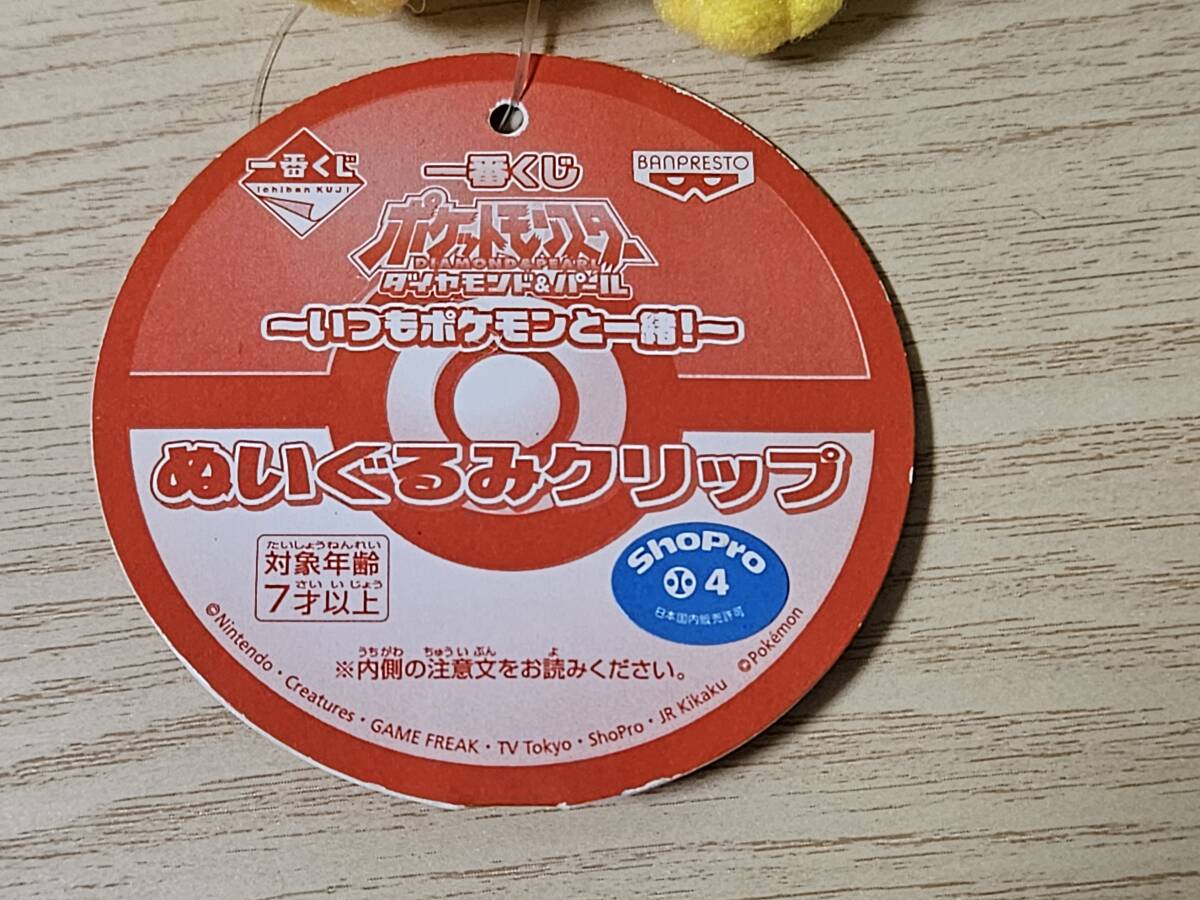 一番くじ
Ichiban KUJI
一番くじ
BANPRESTO
ポケットモンスター
DIAMOND&PEARL
ダイヤモンド&パール
～いつもポケモンと一緒!～
ぬいぐるみクリップ
たいしょうねんれい
対象年齢
さい い じょう
7才以上
ShoPro
4
日本国内販売許可
うちがわ ちゅう い ぶん よ
※内側の注意文をお読みください。
©Nintendo・Creatures・GAME FREAK・TV Tokyo・ShoPro・JR Kikaku ©Pokémon